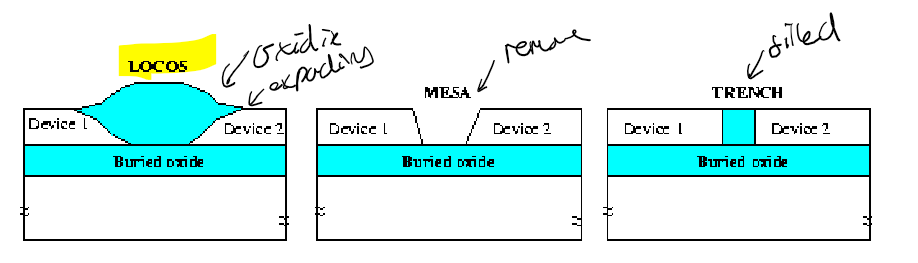 LOCOS
oxidix
expanding
Device 1
Device 2
Buried oxide
remove
MESA
Device 1
Device 2
Buried oxide
filled
TRENCH
Device 1
Device 2
Buried oxide